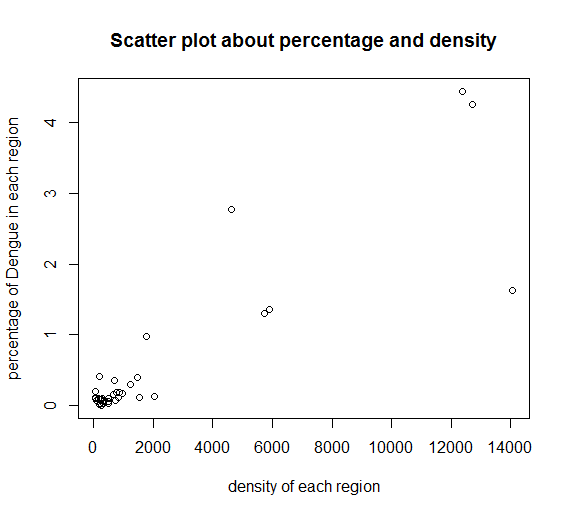 Scatter plot about percentage and density
percentage of Dengue in each region
4
3
2
1
0
0 2000 4000 6000 8000 10000 12000 14000
density of each region